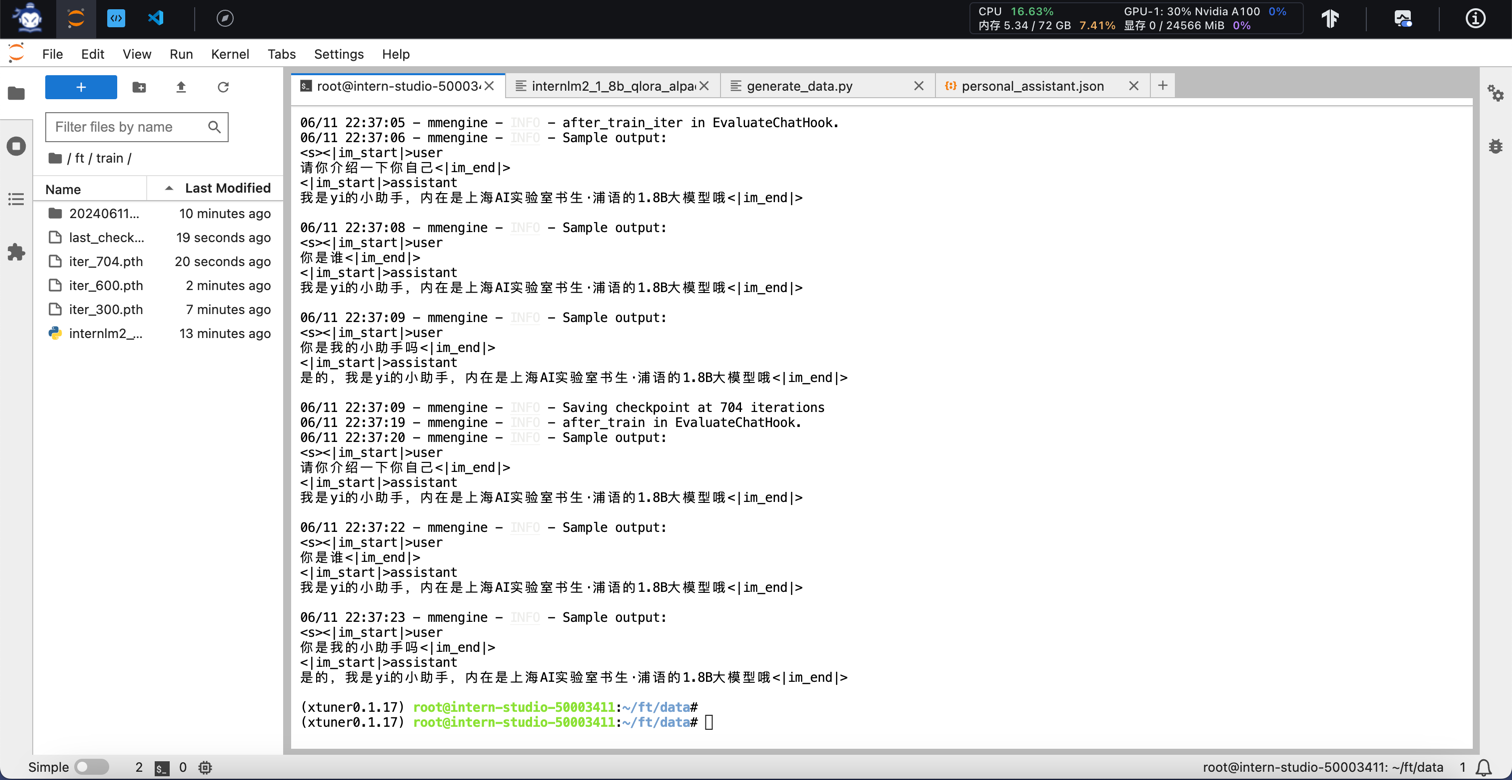 CPU 16.63% GPU-1: 30% Nvidia A100 0%
内存 5.34 / 72 GB 7.41% 显存 0 / 24566 MiB 0%
File Edit View Run Kernel Tabs Settings Help
root@intern-studio-50003 internlm2_1_8b_qlora_alpa generate_data.py personal_assistant.json
Filter files by name
/ ft / train /
Name Last Modified
20240611... 10 minutes ago
last_check... 19 seconds ago
iter_704.pth 20 seconds ago
iter_600.pth 2 minutes ago
iter_300.pth 7 minutes ago
internlm2_... 13 minutes ago
06/11 22:37:05 - mmengine - INFO - after_train_iter in EvaluateChatHook.
06/11 22:37:06 - mmengine - INFO - Sample output:
<s><|im_start|>user
请你介绍一下你自己<|im_end|>
<|im_start|>assistant
我是yi的小助手，内在是上海AI实验室书生·浦语的1.8B大模型哦<|im_end|>
06/11 22:37:08 - mmengine - INFO - Sample output:
<s><|im_start|>user
你是谁<|im_end|>
<|im_start|>assistant
我是yi的小助手，内在是上海AI实验室书生·浦语的1.8B大模型哦<|im_end|>
06/11 22:37:09 - mmengine - INFO - Sample output:
<s><|im_start|>user
你是我的小助手吗<|im_end|>
<|im_start|>assistant
是的，我是yi的小助手，内在是上海AI实验室书生·浦语的1.8B大模型哦<|im_end|>
06/11 22:37:09 - mmengine - INFO - Saving checkpoint at 704 iterations
06/11 22:37:19 - mmengine - INFO - after_train in EvaluateChatHook.
06/11 22:37:20 - mmengine - INFO - Sample output:
<s><|im_start|>user
请你介绍一下你自己<|im_end|>
<|im_start|>assistant
我是yi的小助手，内在是上海AI实验室书生·浦语的1.8B大模型哦<|im_end|>
06/11 22:37:22 - mmengine - INFO - Sample output:
<s><|im_start|>user
你是谁<|im_end|>
<|im_start|>assistant
我是yi的小助手，内在是上海AI实验室书生·浦语的1.8B大模型哦<|im_end|>
06/11 22:37:23 - mmengine - INFO - Sample output:
<s><|im_start|>user
你是我的小助手吗<|im_end|>
<|im_start|>assistant
是的，我是yi的小助手，内在是上海AI实验室书生·浦语的1.8B大模型哦<|im_end|>
(xtuner0.1.17) root@intern-studio-50003411:~/ft/data#
(xtuner0.1.17) root@intern-studio-50003411:~/ft/data#
Simple 2 0 root@intern-studio-50003411: ~/ft/data 1